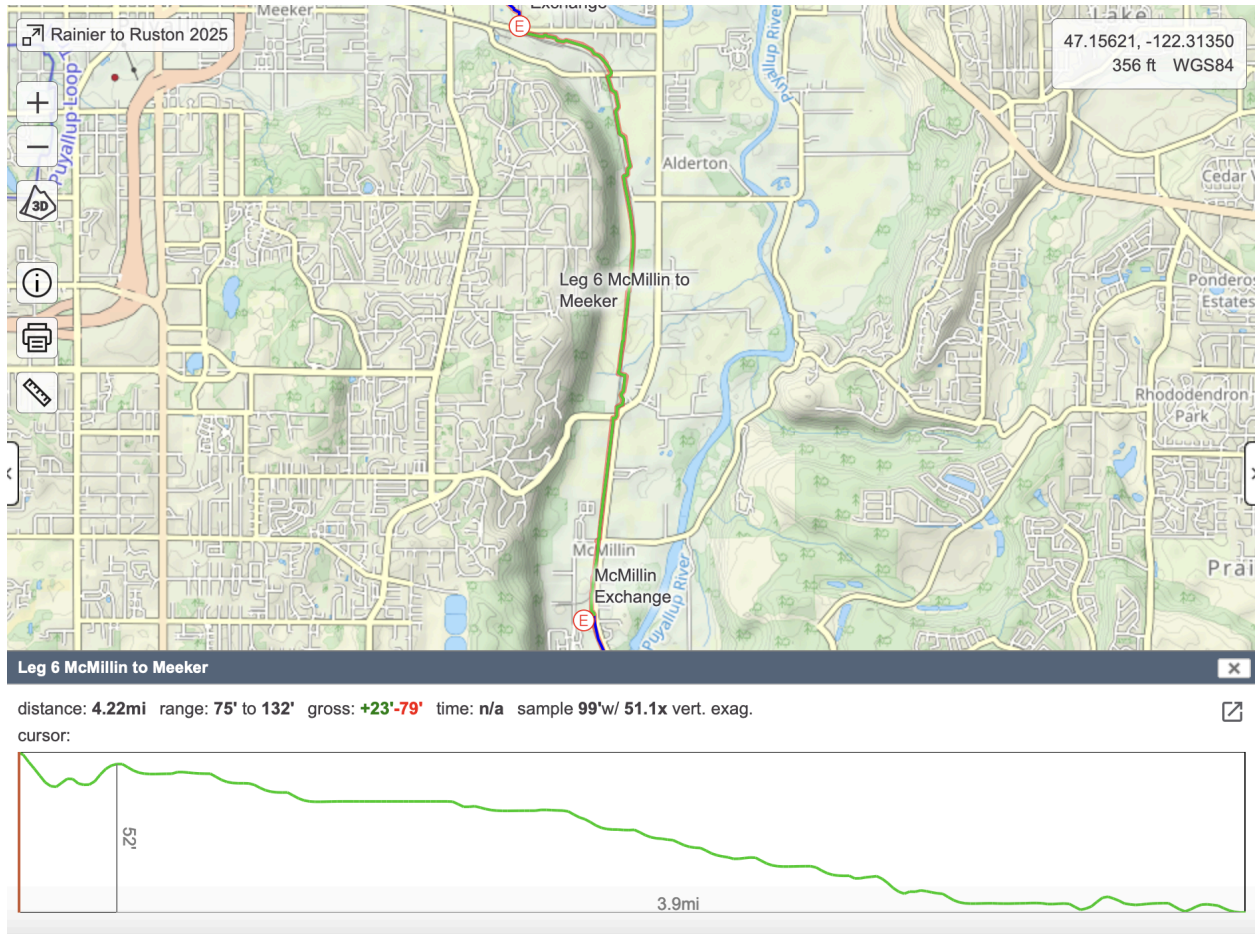 Exchange
Meeker
Lake
Rainier to Ruston 2025
47.15621, -122.31350
356 ft WGS84
Puyallup Loop T
Puyallup River
+
−
Alderton
Cedar V
3D
Leg 6 McMillin to
Meeker
Ponderos
Estates
i
Rhododendron
Park
McMillin
McMillin
Exchange
Prai
Puyallup River
E
E
Leg 6 McMillin to Meeker
distance: 4.22mi range: 75' to 132' gross: +23'-79' time: n/a sample 99'w/ 51.1x vert. exag.
cursor:
52'
3.9mi